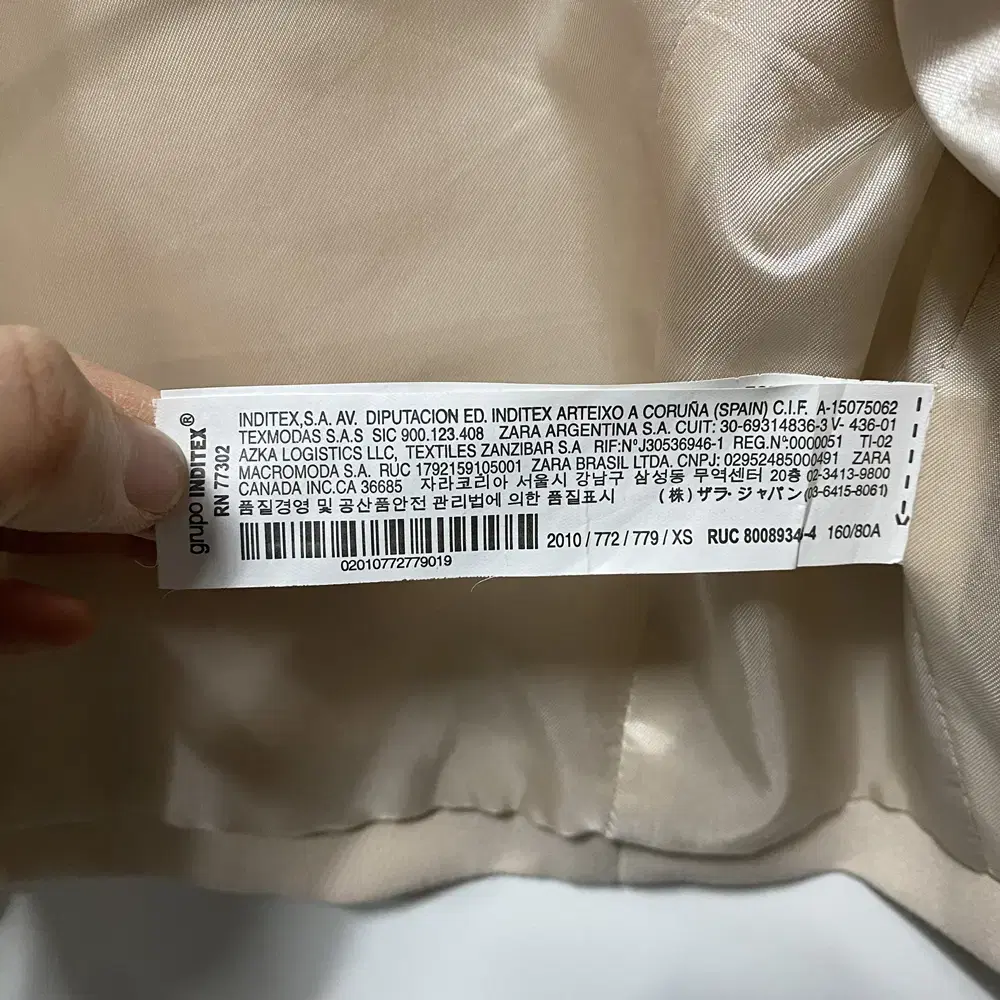 grupo INDITEX®
RN 77302
INDITEX,S.A. AV. DIPUTACION ED. INDITEX ARTEIXO A CORUÑA (SPAIN) C.I.F. A-15075062
TEXMODAS S.A.S SIC 900.123.408 ZARA ARGENTINA S.A. CUIT: 30-69314836-3 V- 436-01
AZKA LOGISTICS LLC, TEXTILES ZANZIBAR S.A RIF:NºJ30536946-1 REG.Nº:0000051 TI-02
MACROMODA S.A. RUC 1792159105001 ZARA BRASIL LTDA. CNPJ: 02952485000491 ZARA
CANADA INC.CA 36685 자라코리아 서울시 강남구 삼성동 무역센터 20층 02-3413-9800
품질경영 및 공산품안전 관리법에 의한 품질표시 (株) ザラ・ジャパン (03-6415-8061)
02010772779019
2010 / 772 / 779 / XS RUC 8008934-4 160/80A